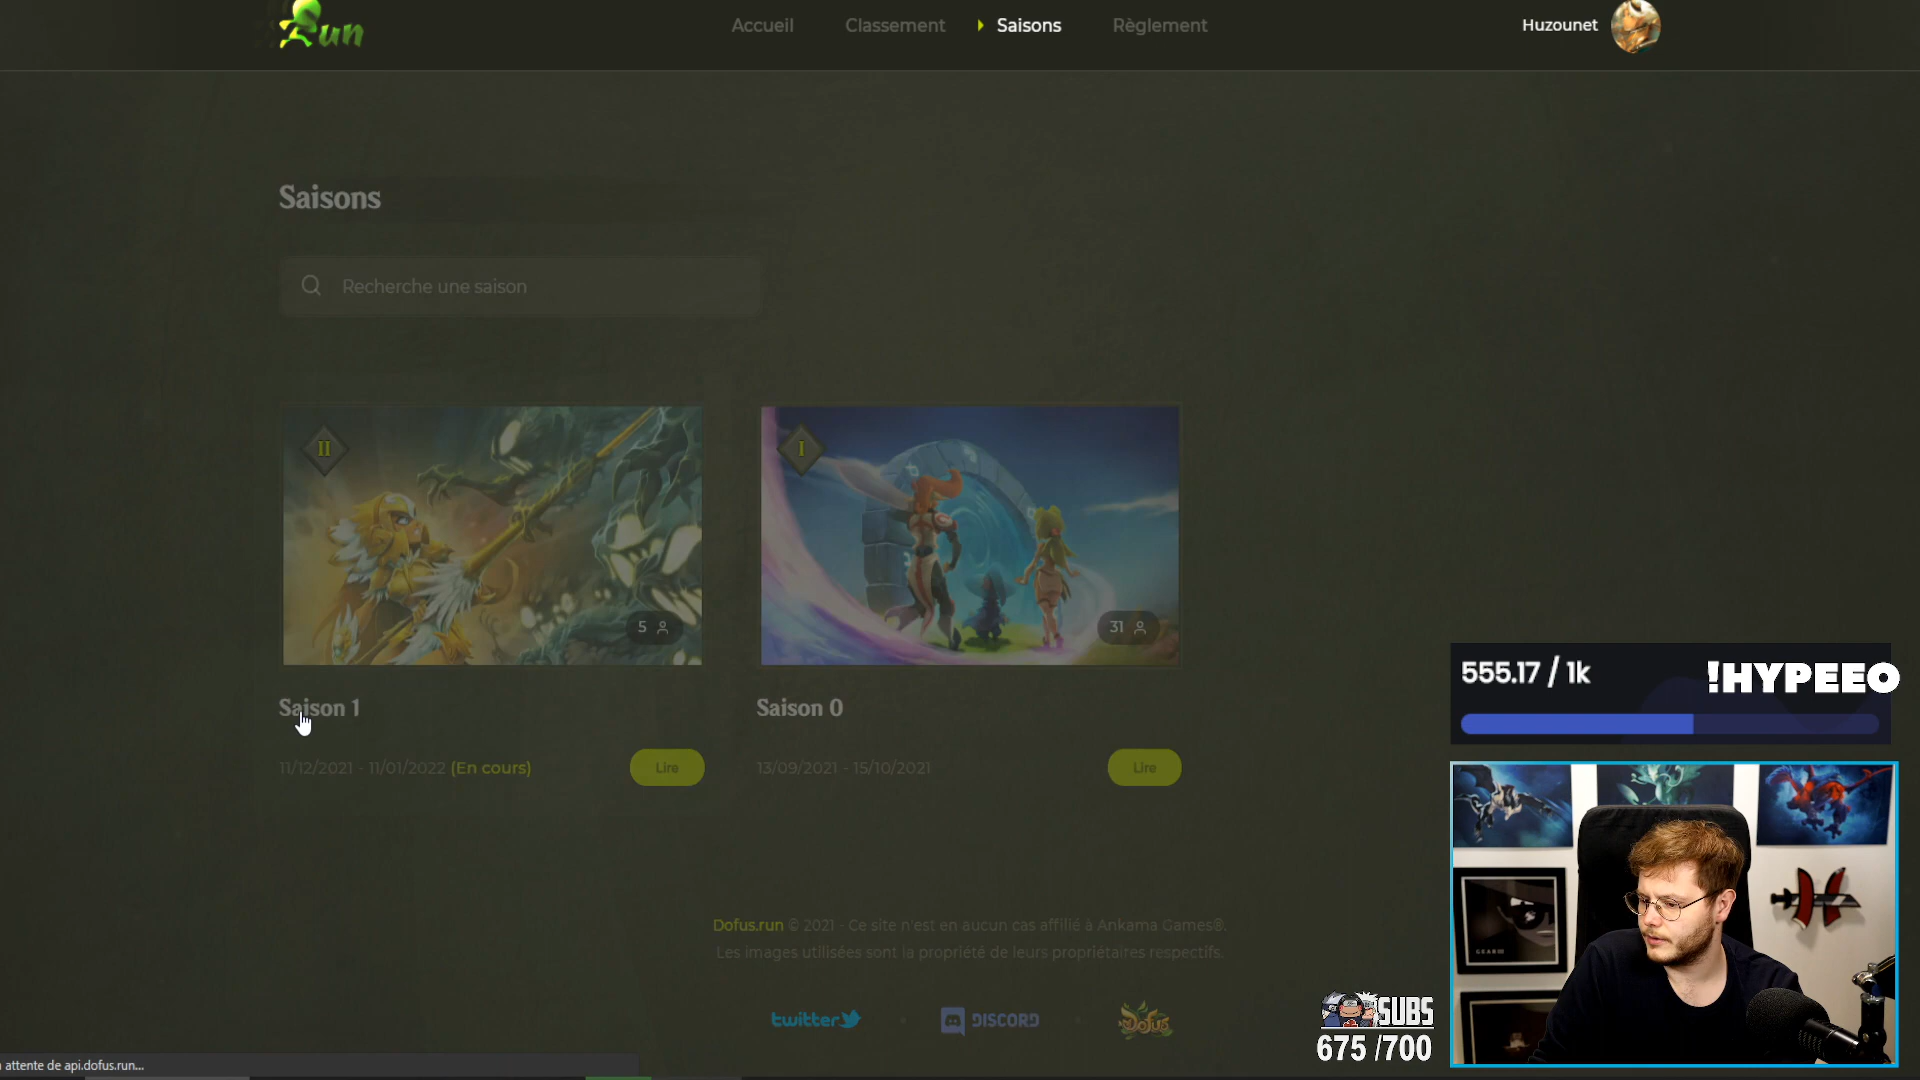 Run
Accueil
Classement
Saisons
Règlement
Huzounet
Saisons
Recherche une saison
II
I
5
31
Saison 1
Saison 0
11/12/2021 - 11/01/2022 (En cours)
Lire
13/09/2021 - 15/10/2021
Lire
555.17 / 1k
!HYPEEO
Dofus.run © 2021 - Ce site n'est en aucun cas affilié à Ankama Games®.
Les images utilisées sont la propriété de leurs propriétaires respectifs.
twitter
DISCORD
Dofus
SUBS
675 /700
GEAR
attente de api.dofus.run...